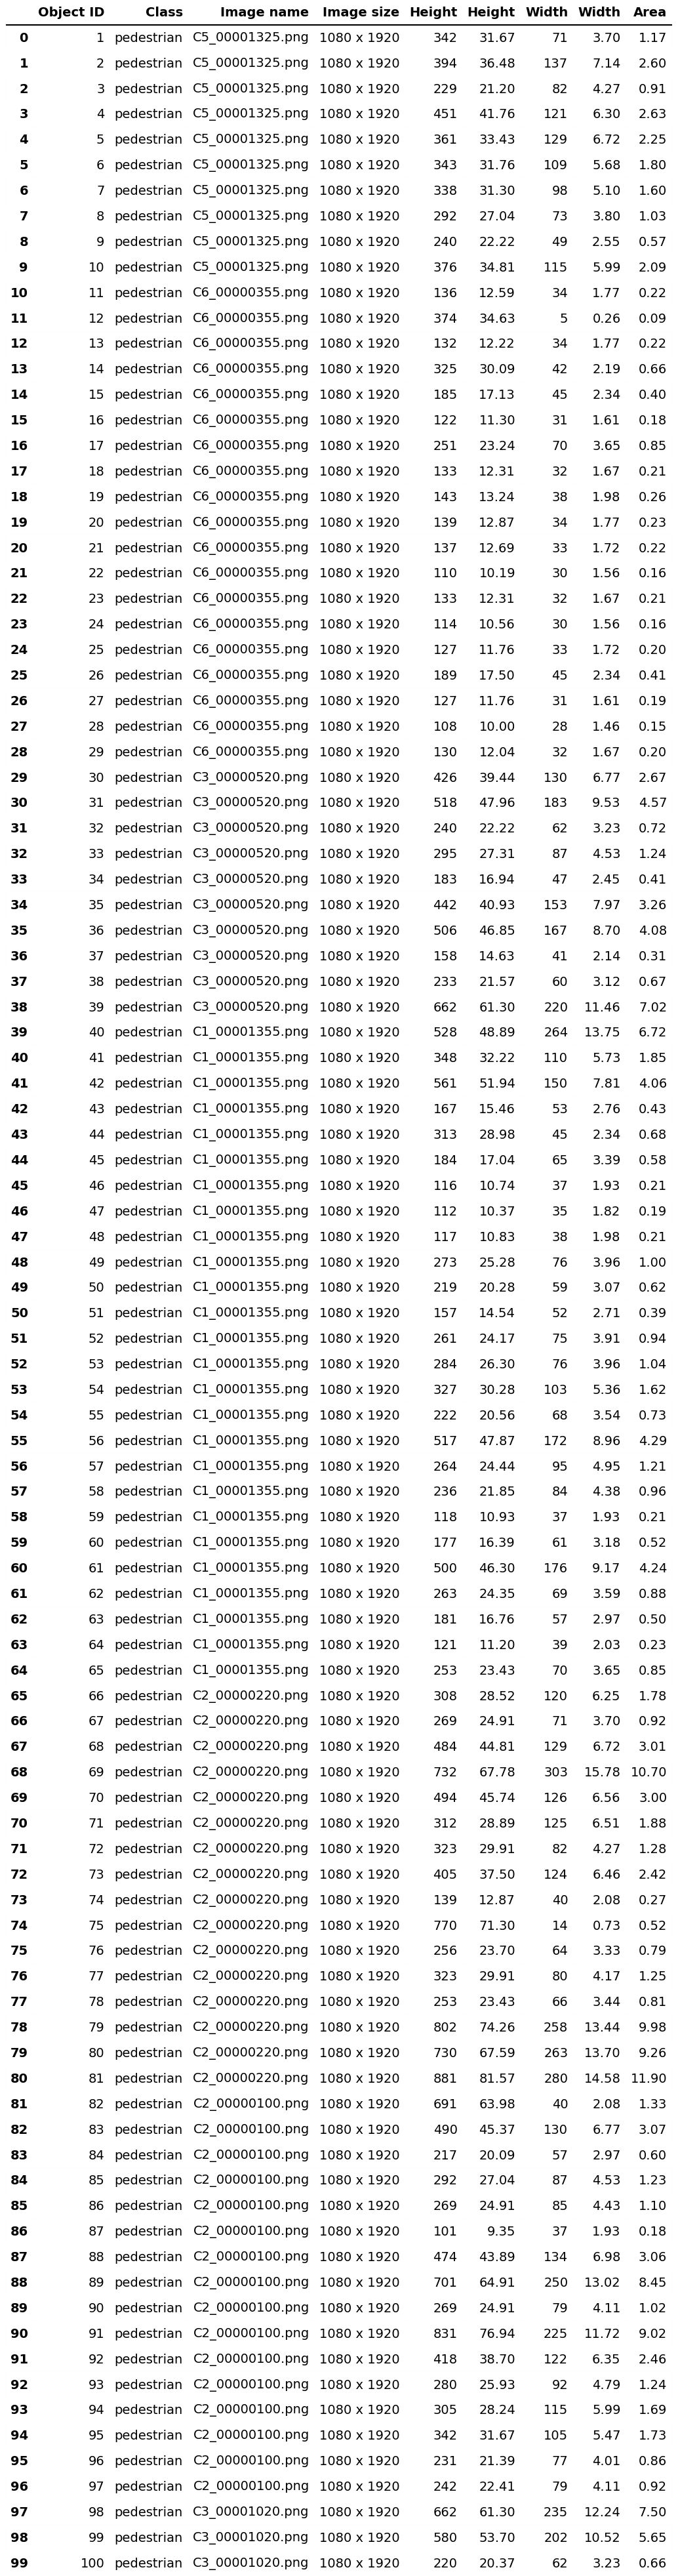 Object ID Class Image name Image size Height Height Width Width Area
0 1 pedestrian C5_00001325.png 1080 x 1920 342 31.67 71 3.70 1.17
1 2 pedestrian C5_00001325.png 1080 x 1920 394 36.48 137 7.14 2.60
2 3 pedestrian C5_00001325.png 1080 x 1920 229 21.20 82 4.27 0.91
3 4 pedestrian C5_00001325.png 1080 x 1920 451 41.76 121 6.30 2.63
4 5 pedestrian C5_00001325.png 1080 x 1920 361 33.43 129 6.72 2.25
5 6 pedestrian C5_00001325.png 1080 x 1920 343 31.76 109 5.68 1.80
6 7 pedestrian C5_00001325.png 1080 x 1920 338 31.30 98 5.10 1.60
7 8 pedestrian C5_00001325.png 1080 x 1920 292 27.04 73 3.80 1.03
8 9 pedestrian C5_00001325.png 1080 x 1920 240 22.22 49 2.55 0.57
9 10 pedestrian C5_00001325.png 1080 x 1920 376 34.81 115 5.99 2.09
10 11 pedestrian C6_00000355.png 1080 x 1920 136 12.59 34 1.77 0.22
11 12 pedestrian C6_00000355.png 1080 x 1920 374 34.63 5 0.26 0.09
12 13 pedestrian C6_00000355.png 1080 x 1920 132 12.22 34 1.77 0.22
13 14 pedestrian C6_00000355.png 1080 x 1920 325 30.09 42 2.19 0.66
14 15 pedestrian C6_00000355.png 1080 x 1920 185 17.13 45 2.34 0.40
15 16 pedestrian C6_00000355.png 1080 x 1920 122 11.30 31 1.61 0.18
16 17 pedestrian C6_00000355.png 1080 x 1920 251 23.24 70 3.65 0.85
17 18 pedestrian C6_00000355.png 1080 x 1920 133 12.31 32 1.67 0.21
18 19 pedestrian C6_00000355.png 1080 x 1920 143 13.24 38 1.98 0.26
19 20 pedestrian C6_00000355.png 1080 x 1920 139 12.87 34 1.77 0.23
20 21 pedestrian C6_00000355.png 1080 x 1920 137 12.69 33 1.72 0.22
21 22 pedestrian C6_00000355.png 1080 x 1920 110 10.19 30 1.56 0.16
22 23 pedestrian C6_00000355.png 1080 x 1920 133 12.31 32 1.67 0.21
23 24 pedestrian C6_00000355.png 1080 x 1920 114 10.56 30 1.56 0.16
24 25 pedestrian C6_00000355.png 1080 x 1920 127 11.76 33 1.72 0.20
25 26 pedestrian C6_00000355.png 1080 x 1920 189 17.50 45 2.34 0.41
26 27 pedestrian C6_00000355.png 1080 x 1920 127 11.76 31 1.61 0.19
27 28 pedestrian C6_00000355.png 1080 x 1920 108 10.00 28 1.46 0.15
28 29 pedestrian C6_00000355.png 1080 x 1920 130 12.04 32 1.67 0.20
29 30 pedestrian C3_00000520.png 1080 x 1920 426 39.44 130 6.77 2.67
30 31 pedestrian C3_00000520.png 1080 x 1920 518 47.96 183 9.53 4.57
31 32 pedestrian C3_00000520.png 1080 x 1920 240 22.22 62 3.23 0.72
32 33 pedestrian C3_00000520.png 1080 x 1920 295 27.31 87 4.53 1.24
33 34 pedestrian C3_00000520.png 1080 x 1920 183 16.94 47 2.45 0.41
34 35 pedestrian C3_00000520.png 1080 x 1920 442 40.93 153 7.97 3.26
35 36 pedestrian C3_00000520.png 1080 x 1920 506 46.85 167 8.70 4.08
36 37 pedestrian C3_00000520.png 1080 x 1920 158 14.63 41 2.14 0.31
37 38 pedestrian C3_00000520.png 1080 x 1920 233 21.57 60 3.12 0.67
38 39 pedestrian C3_00000520.png 1080 x 1920 662 61.30 220 11.46 7.02
39 40 pedestrian C1_00001355.png 1080 x 1920 528 48.89 264 13.75 6.72
40 41 pedestrian C1_00001355.png 1080 x 1920 348 32.22 110 5.73 1.85
41 42 pedestrian C1_00001355.png 1080 x 1920 561 51.94 150 7.81 4.06
42 43 pedestrian C1_00001355.png 1080 x 1920 167 15.46 53 2.76 0.43
43 44 pedestrian C1_00001355.png 1080 x 1920 313 28.98 45 2.34 0.68
44 45 pedestrian C1_00001355.png 1080 x 1920 184 17.04 65 3.39 0.58
45 46 pedestrian C1_00001355.png 1080 x 1920 116 10.74 37 1.93 0.21
46 47 pedestrian C1_00001355.png 1080 x 1920 112 10.37 35 1.82 0.19
47 48 pedestrian C1_00001355.png 1080 x 1920 117 10.83 38 1.98 0.21
48 49 pedestrian C1_00001355.png 1080 x 1920 273 25.28 76 3.96 1.00
49 50 pedestrian C1_00001355.png 1080 x 1920 219 20.28 59 3.07 0.62
50 51 pedestrian C1_00001355.png 1080 x 1920 157 14.54 52 2.71 0.39
51 52 pedestrian C1_00001355.png 1080 x 1920 261 24.17 75 3.91 0.94
52 53 pedestrian C1_00001355.png 1080 x 1920 284 26.30 76 3.96 1.04
53 54 pedestrian C1_00001355.png 1080 x 1920 327 30.28 103 5.36 1.62
54 55 pedestrian C1_00001355.png 1080 x 1920 222 20.56 68 3.54 0.73
55 56 pedestrian C1_00001355.png 1080 x 1920 517 47.87 172 8.96 4.29
56 57 pedestrian C1_00001355.png 1080 x 1920 264 24.44 95 4.95 1.21
57 58 pedestrian C1_00001355.png 1080 x 1920 236 21.85 84 4.38 0.96
58 59 pedestrian C1_00001355.png 1080 x 1920 118 10.93 37 1.93 0.21
59 60 pedestrian C1_00001355.png 1080 x 1920 177 16.39 61 3.18 0.52
60 61 pedestrian C1_00001355.png 1080 x 1920 500 46.30 176 9.17 4.24
61 62 pedestrian C1_00001355.png 1080 x 1920 263 24.35 69 3.59 0.88
62 63 pedestrian C1_00001355.png 1080 x 1920 181 16.76 57 2.97 0.50
63 64 pedestrian C1_00001355.png 1080 x 1920 121 11.20 39 2.03 0.23
64 65 pedestrian C1_00001355.png 1080 x 1920 253 23.43 70 3.65 0.85
65 66 pedestrian C2_00000220.png 1080 x 1920 308 28.52 120 6.25 1.78
66 67 pedestrian C2_00000220.png 1080 x 1920 269 24.91 71 3.70 0.92
67 68 pedestrian C2_00000220.png 1080 x 1920 484 44.81 129 6.72 3.01
68 69 pedestrian C2_00000220.png 1080 x 1920 732 67.78 303 15.78 10.70
69 70 pedestrian C2_00000220.png 1080 x 1920 494 45.74 126 6.56 3.00
70 71 pedestrian C2_00000220.png 1080 x 1920 312 28.89 125 6.51 1.88
71 72 pedestrian C2_00000220.png 1080 x 1920 323 29.91 82 4.27 1.28
72 73 pedestrian C2_00000220.png 1080 x 1920 405 37.50 124 6.46 2.42
73 74 pedestrian C2_00000220.png 1080 x 1920 139 12.87 40 2.08 0.27
74 75 pedestrian C2_00000220.png 1080 x 1920 770 71.30 14 0.73 0.52
75 76 pedestrian C2_00000220.png 1080 x 1920 256 23.70 64 3.33 0.79
76 77 pedestrian C2_00000220.png 1080 x 1920 323 29.91 80 4.17 1.25
77 78 pedestrian C2_00000220.png 1080 x 1920 253 23.43 66 3.44 0.81
78 79 pedestrian C2_00000220.png 1080 x 1920 802 74.26 258 13.44 9.98
79 80 pedestrian C2_00000220.png 1080 x 1920 730 67.59 263 13.70 9.26
80 81 pedestrian C2_00000220.png 1080 x 1920 881 81.57 280 14.58 11.90
81 82 pedestrian C2_00000100.png 1080 x 1920 691 63.98 40 2.08 1.33
82 83 pedestrian C2_00000100.png 1080 x 1920 490 45.37 130 6.77 3.07
83 84 pedestrian C2_00000100.png 1080 x 1920 217 20.09 57 2.97 0.60
84 85 pedestrian C2_00000100.png 1080 x 1920 292 27.04 87 4.53 1.23
85 86 pedestrian C2_00000100.png 1080 x 1920 269 24.91 85 4.43 1.10
86 87 pedestrian C2_00000100.png 1080 x 1920 101 9.35 37 1.93 0.18
87 88 pedestrian C2_00000100.png 1080 x 1920 474 43.89 134 6.98 3.06
88 89 pedestrian C2_00000100.png 1080 x 1920 701 64.91 250 13.02 8.45
89 90 pedestrian C2_00000100.png 1080 x 1920 269 24.91 79 4.11 1.02
90 91 pedestrian C2_00000100.png 1080 x 1920 831 76.94 225 11.72 9.02
91 92 pedestrian C2_00000100.png 1080 x 1920 418 38.70 122 6.35 2.46
92 93 pedestrian C2_00000100.png 1080 x 1920 280 25.93 92 4.79 1.24
93 94 pedestrian C2_00000100.png 1080 x 1920 305 28.24 115 5.99 1.69
94 95 pedestrian C2_00000100.png 1080 x 1920 342 31.67 105 5.47 1.73
95 96 pedestrian C2_00000100.png 1080 x 1920 231 21.39 77 4.01 0.86
96 97 pedestrian C2_00000100.png 1080 x 1920 242 22.41 79 4.11 0.92
97 98 pedestrian C3_00001020.png 1080 x 1920 662 61.30 235 12.24 7.50
98 99 pedestrian C3_00001020.png 1080 x 1920 580 53.70 202 10.52 5.65
99 100 pedestrian C3_00001020.png 1080 x 1920 220 20.37 62 3.23 0.66